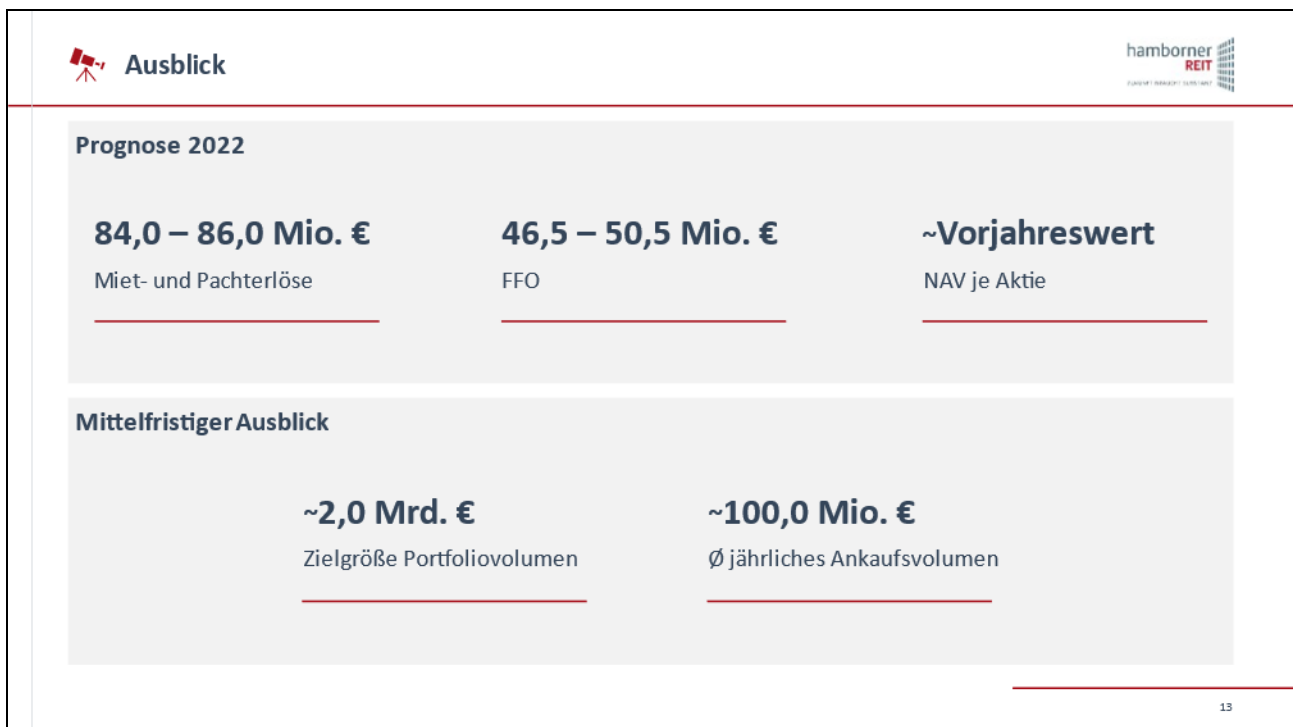 Ausblick
hamborner
REIT
Prognose 2022
84,0 – 86,0 Mio. €
Miet- und Pachterlöse
46,5 – 50,5 Mio. €
FFO
~Vorjahreswert
NAV je Aktie
Mittelfristiger Ausblick
~2,0 Mrd. €
Zielgröße Portfoliovolumen
~100,0 Mio. €
Ø jährliches Ankaufsvolumen
13